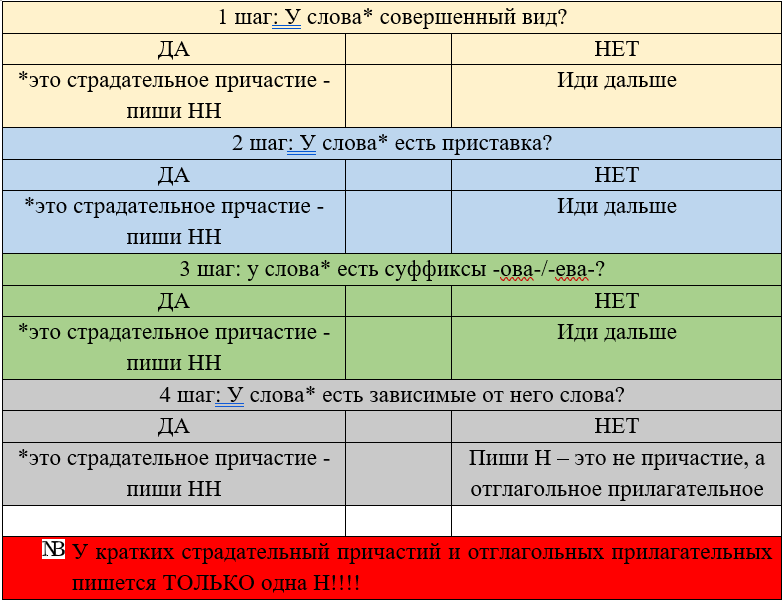 1 шаг: У слова* совершенный вид?
ДА НЕТ
*это страдательное причастие - Иди дальше
пиши НН
2 шаг: У слова* есть приставка?
ДА НЕТ
*это страдательное прчастие - Иди дальше
пиши НН
3 шаг: у слова* есть суффиксы -ова-/-ева-?
ДА НЕТ
*это страдательное причастие - Иди дальше
пиши НН
4 шаг: У слова* есть зависимые от него слова?
ДА НЕТ
*это страдательное причастие - Пиши Н – это не причастие, а
пиши НН отглагольное прилагательное
NB У кратких страдательный причастий и отглагольных прилагательных
пишется ТОЛЬКО одна Н!!!!